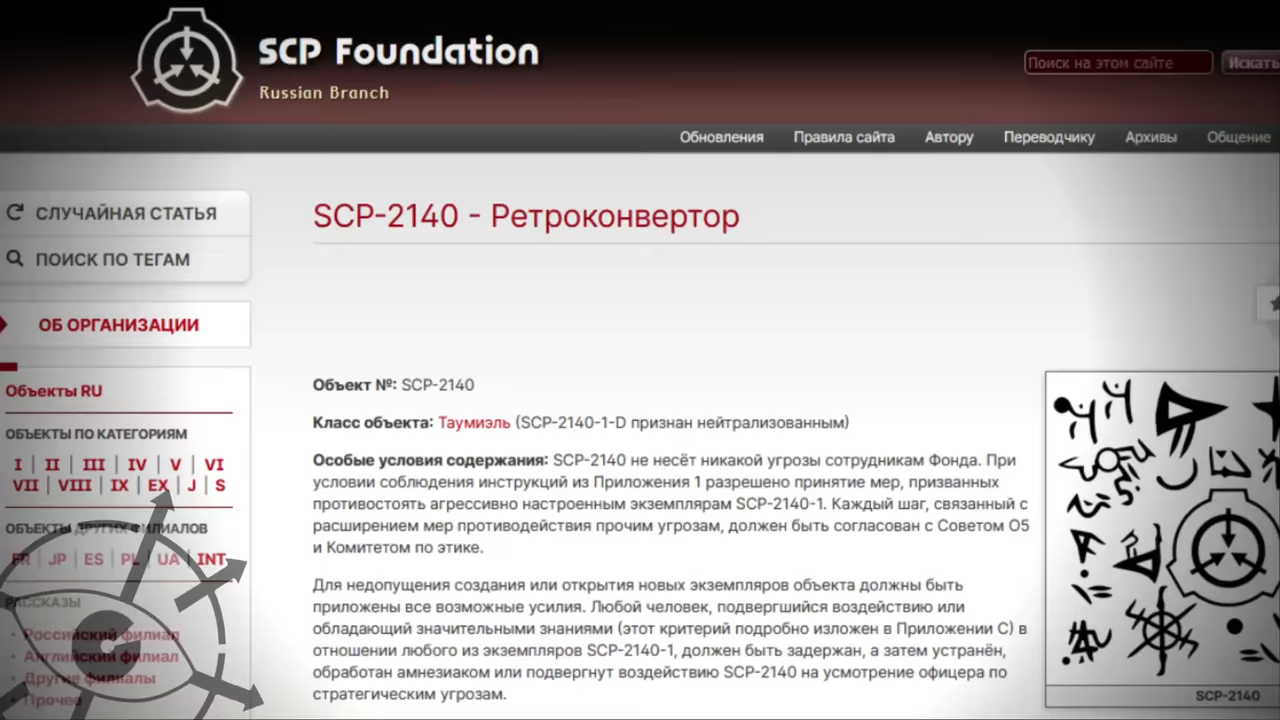 SCP Foundation
Russian Branch
Поиск на этом сайте
Искать
Обновления Правила сайта Автору Переводчику Архивы Общение
СЛУЧАЙНАЯ СТАТЬЯ
ПОИСК ПО ТЕГАМ
ОБ ОРГАНИЗАЦИИ
Объекты RU
ОБЪЕКТЫ ПО КАТЕГОРИЯМ
I | II | III | IV | V | VI
VII | VIII | IX | EX | J | S
ОБЪЕКТЫ ДРУГИХ ФИЛИАЛОВ
FR | JP | ES | PL | UA | INT
РАССКАЗЫ
Российский филиал
Английский филиал
Другие филиалы
Прочее
SCP-2140 - Ретроконвертор
Объект №: SCP-2140
Класс объекта: Таумиэль (SCP-2140-1-D признан нейтрализованным)
Особые условия содержания: SCP-2140 не несёт никакой угрозы сотрудникам Фонда. При
условии соблюдения инструкций из Приложения 1 разрешено принятие мер, призванных
противостоять агрессивно настроенным экземплярам SCP-2140-1. Каждый шаг, связанный с
расширением мер противодействия прочим угрозам, должен быть согласован с Советом О5
и Комитетом по этике.
Для недопущения создания или открытия новых экземпляров объекта должны быть
приложены все возможные усилия. Любой человек, подвергшийся воздействию или
обладающий значительными знаниями (этот критерий подробно изложен в Приложении C) в
отношении любого из экземпляров SCP-2140-1, должен быть задержан, а затем устранён,
обработан амнезиаком или подвергнут воздействию SCP-2140 на усмотрение офицера по
стратегическим угрозам.
SCP-2140